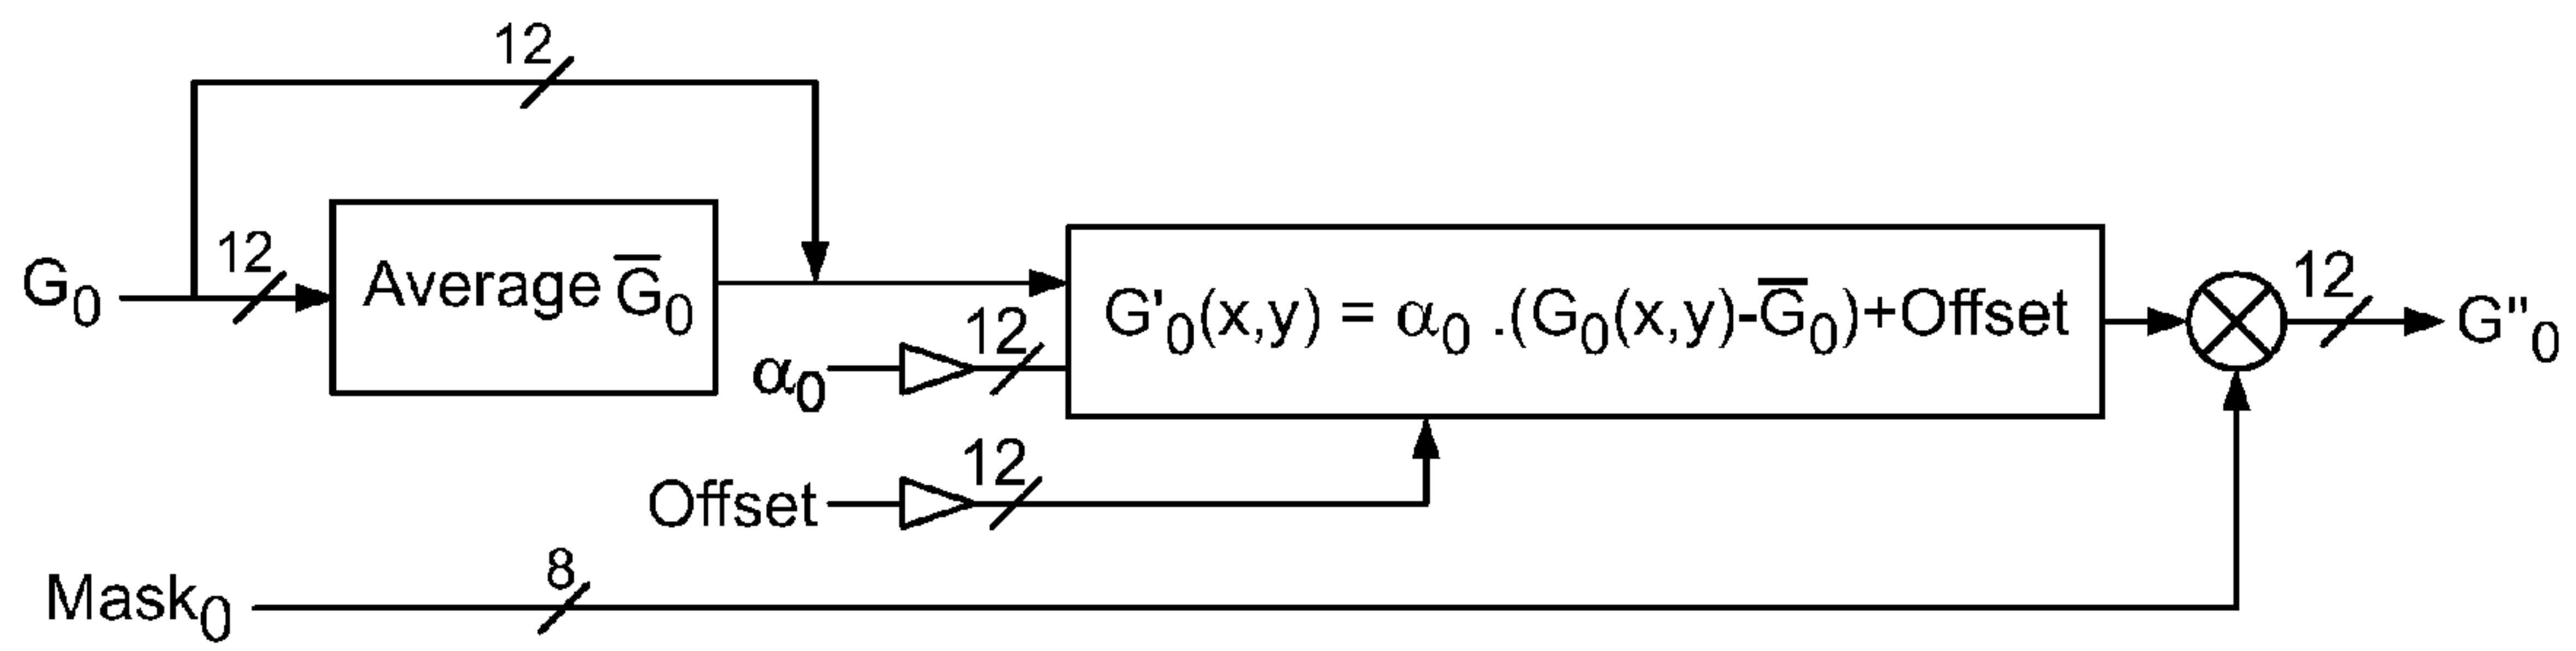 12
G₀
12
Average G̅₀
α₀
12
G'₀(x,y) = α₀ .(G₀(x,y)-G̅₀)+Offset
12
G"₀
Offset
12
Mask₀
8